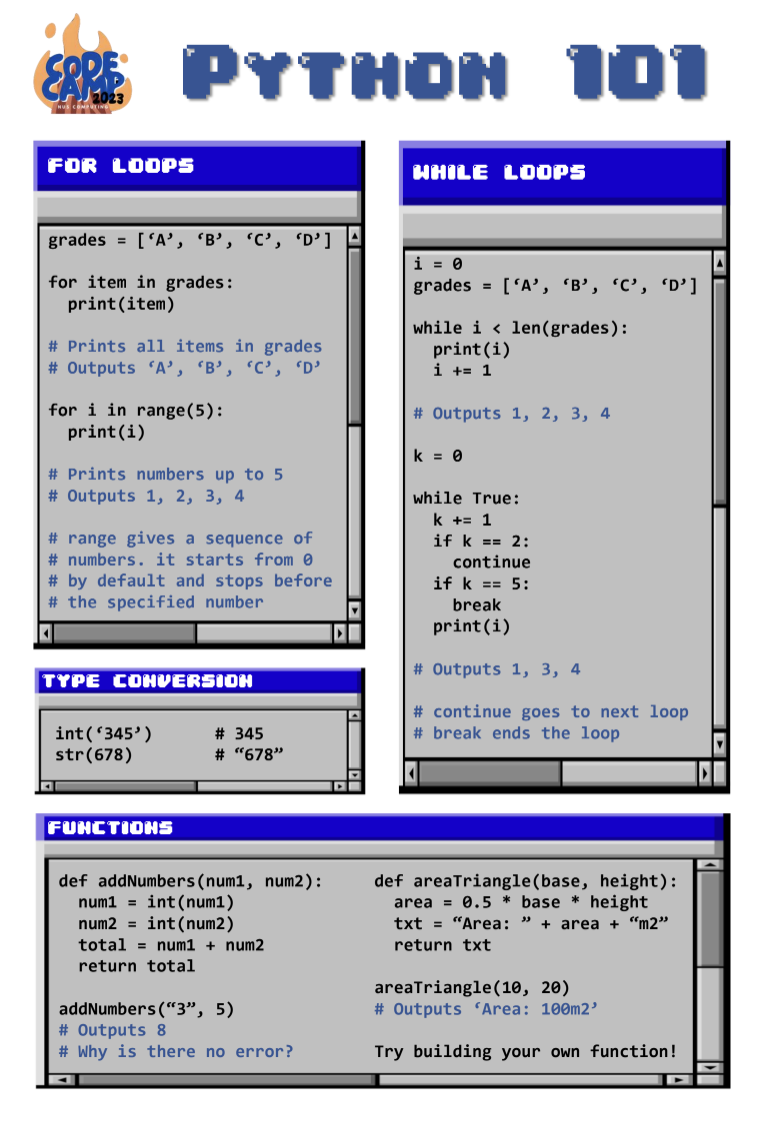 CODE
CAMP
2023
NUS COMPUTING
PYTHON 101
FOR LOOPS
grades = [‘A’, ‘B’, ‘C’, ‘D’]
for item in grades:
  print(item)
# Prints all items in grades
# Outputs ‘A’, ‘B’, ‘C’, ‘D’
for i in range(5):
  print(i)
# Prints numbers up to 5
# Outputs 1, 2, 3, 4
# range gives a sequence of
# numbers. it starts from 0
# by default and stops before
# the specified number
WHILE LOOPS
i = 0
grades = [‘A’, ‘B’, ‘C’, ‘D’]
while i < len(grades):
  print(i)
  i += 1
# Outputs 1, 2, 3, 4
k = 0
while True:
  k += 1
  if k == 2:
    continue
  if k == 5:
    break
  print(i)
# Outputs 1, 3, 4
# continue goes to next loop
# break ends the loop
TYPE CONVERSION
int(‘345’) # 345
str(678) # “678”
FUNCTIONS
def addNumbers(num1, num2):
  num1 = int(num1)
  num2 = int(num2)
  total = num1 + num2
  return total
addNumbers(“3”, 5)
# Outputs 8
# Why is there no error?
def areaTriangle(base, height):
  area = 0.5 * base * height
  txt = “Area: ” + area + “m2”
  return txt
areaTriangle(10, 20)
# Outputs ‘Area: 100m2’
Try building your own function!